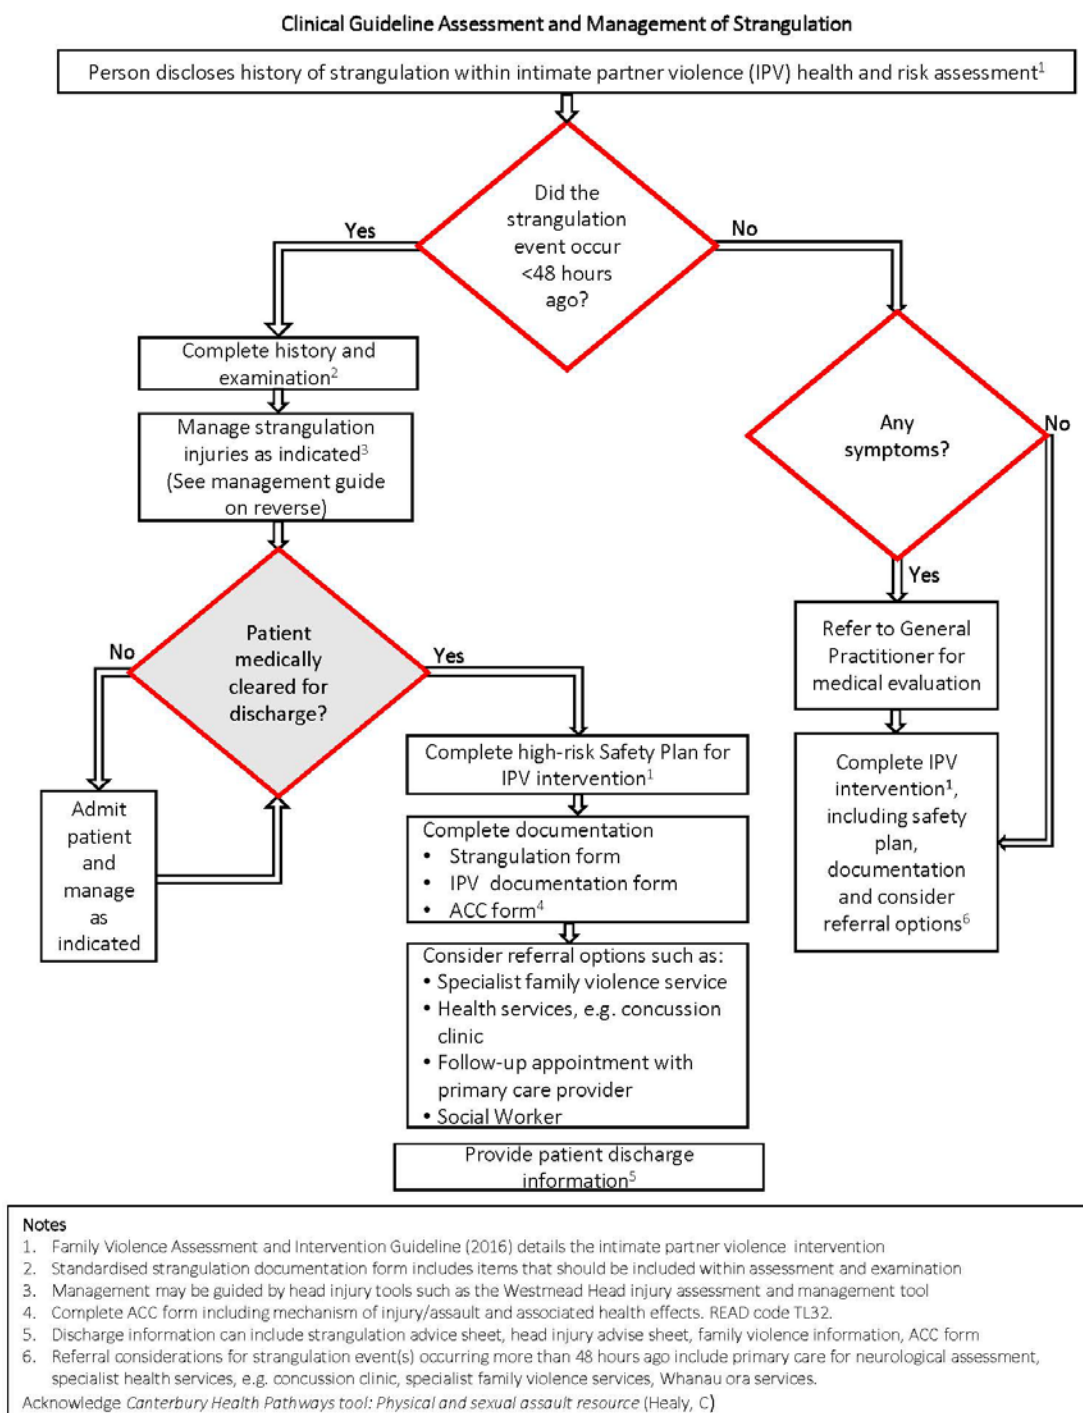 Clinical Guideline Assessment and Management of Strangulation
Person discloses history of strangulation within intimate partner violence (IPV) health and risk assessment1
Did the
strangulation
event occur
<48 hours
ago?
Yes
No
Complete history and
examination2
Manage strangulation
injuries as indicated3
(See management guide
on reverse)
Any
symptoms?
No
Yes
Patient
medically
cleared for
discharge?
No
Yes
Refer to General
Practitioner for
medical evaluation
Admit
patient
and
manage
as
indicated
Complete high-risk Safety Plan for
IPV intervention1
Complete documentation
• Strangulation form
• IPV documentation form
• ACC form4
Consider referral options such as:
• Specialist family violence service
• Health services, e.g. concussion
clinic
• Follow-up appointment with
primary care provider
• Social Worker
Provide patient discharge
information5
Complete IPV
intervention1,
including safety
plan,
documentation
and consider
referral options6
Notes
1. Family Violence Assessment and Intervention Guideline (2016) details the intimate partner violence intervention
2. Standardised strangulation documentation form includes items that should be included within assessment and examination
3. Management may be guided by head injury tools such as the Westmead Head injury assessment and management tool
4. Complete ACC form including mechanism of injury/assault and associated health effects. READ code TL32.
5. Discharge information can include strangulation advice sheet, head injury advise sheet, family violence information, ACC form
6. Referral considerations for strangulation event(s) occurring more than 48 hours ago include primary care for neurological assessment,
specialist health services, e.g. concussion clinic, specialist family violence services, Whanau ora services.
Acknowledge Canterbury Health Pathways tool: Physical and sexual assault resource (Healy, C)